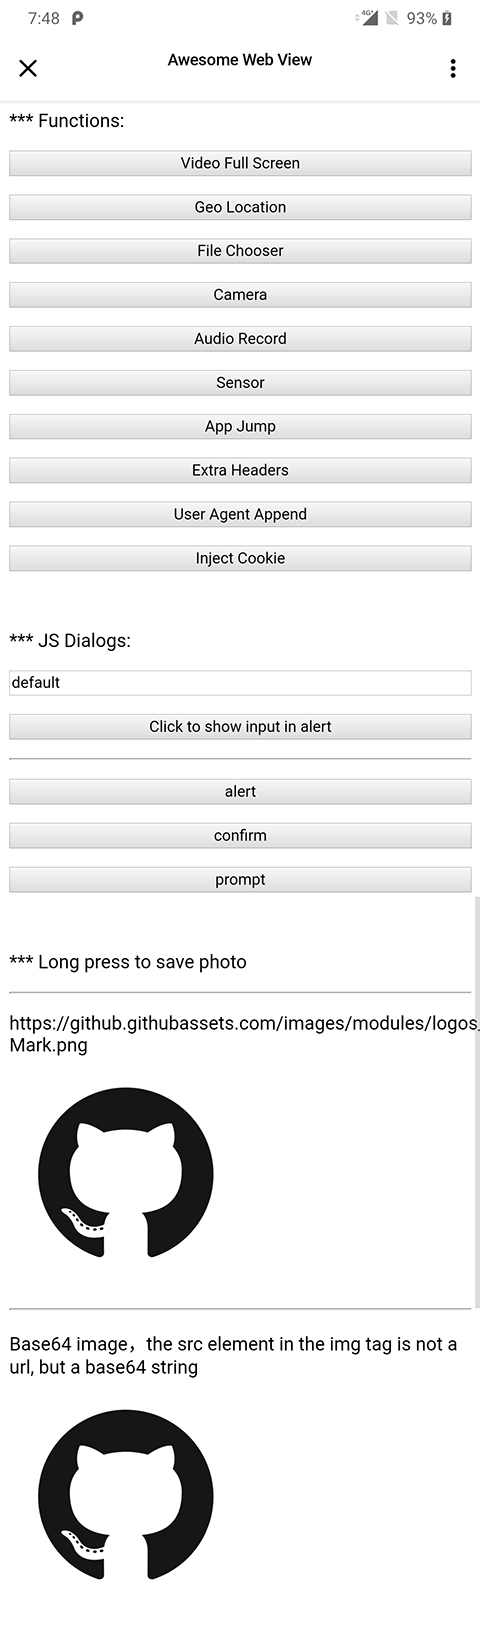 7:48
4G+
93%
Awesome Web View
*** Functions:
Video Full Screen
Geo Location
File Chooser
Camera
Audio Record
Sensor
App Jump
Extra Headers
User Agent Append
Inject Cookie
*** JS Dialogs:
default
Click to show input in alert
alert
confirm
prompt
*** Long press to save photo
https://github.githubassets.com/images/modules/logos_
Mark.png
Base64 image，the src element in the img tag is not a
url, but a base64 string